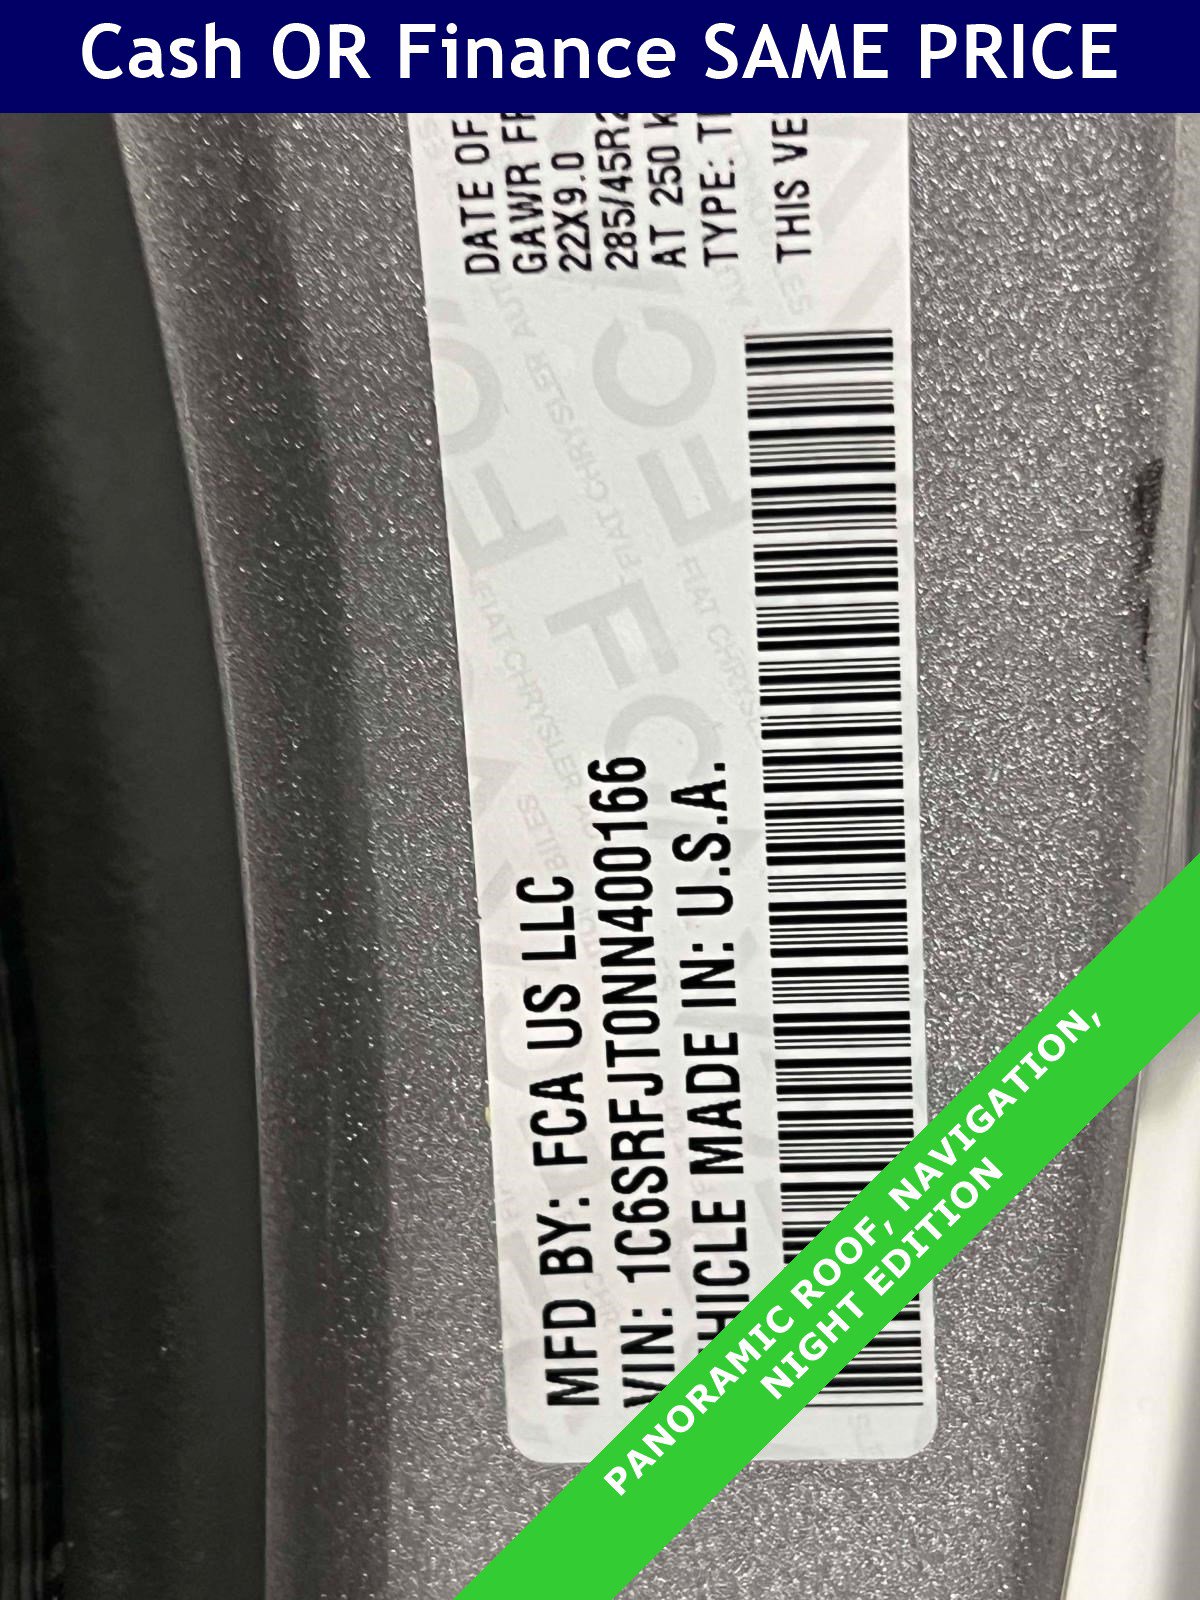 Cash OR Finance SAME PRICE
MFD BY: FCA US LLC
VIN: 1C6SRFJT0NN400166
HICLE MADE IN: U.S.A.
DATE OF
GAWR
22X9.0
285/45R2
AT 250
TYPE:
THIS VE
PANORAMIC ROOF, NAVIGATION,
NIGHT EDITION